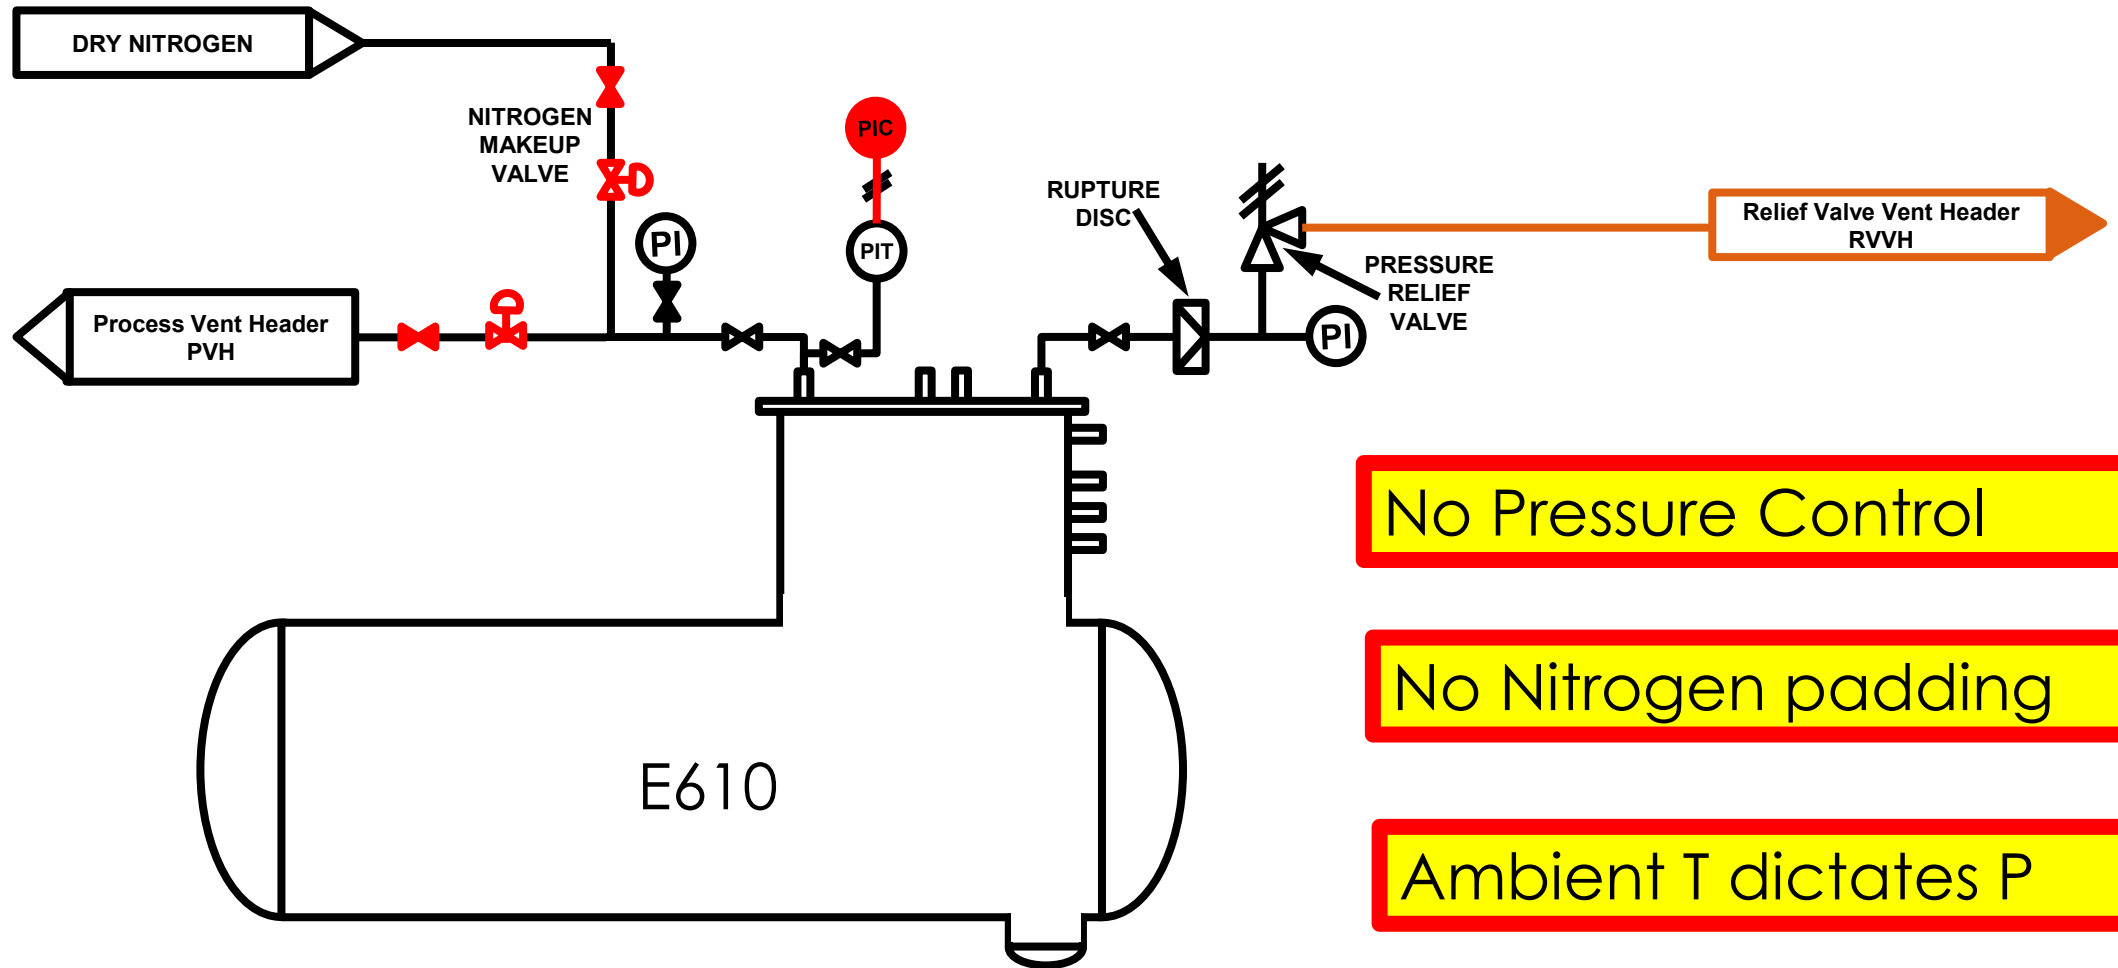 DRY NITROGEN
NITROGEN
MAKEUP
VALVE
PIC
PI
PIT
RUPTURE
DISC
Relief Valve Vent Header
RVVH
PRESSURE
RELIEF
VALVE
Process Vent Header
PVH
PI
No Pressure Control
No Nitrogen padding
E610
Ambient T dictates P